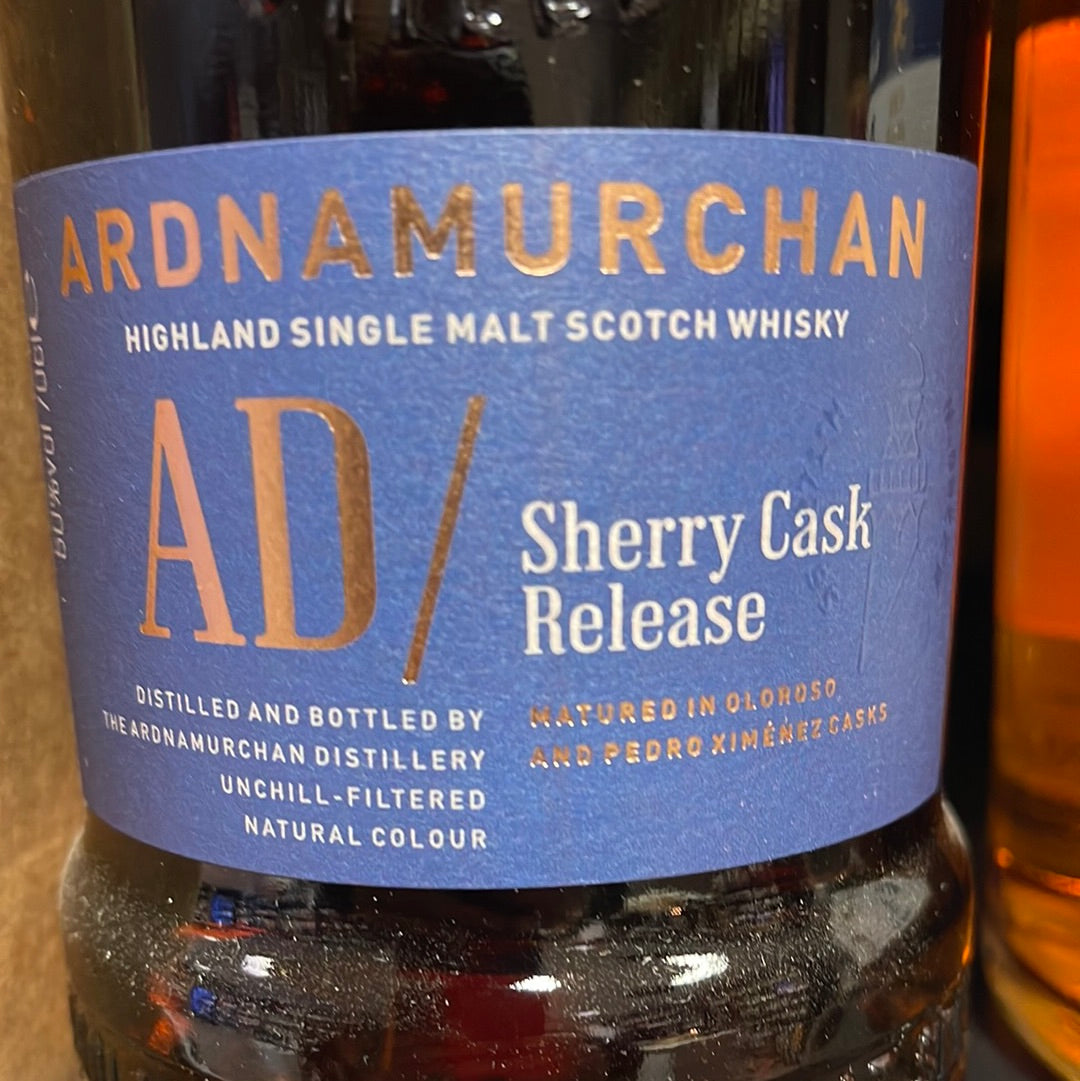 ARDNAMURCHAN
HIGHLAND SINGLE MALT SCOTCH WHISKY
AD/
Sherry Cask
Release
DISTILLED AND BOTTLED BY
THE ARDNAMURCHAN DISTILLERY
UNCHILL-FILTERED
NATURAL COLOUR
MATURED IN OLOROSO
AND PEDRO XIMÉNEZ CASKS